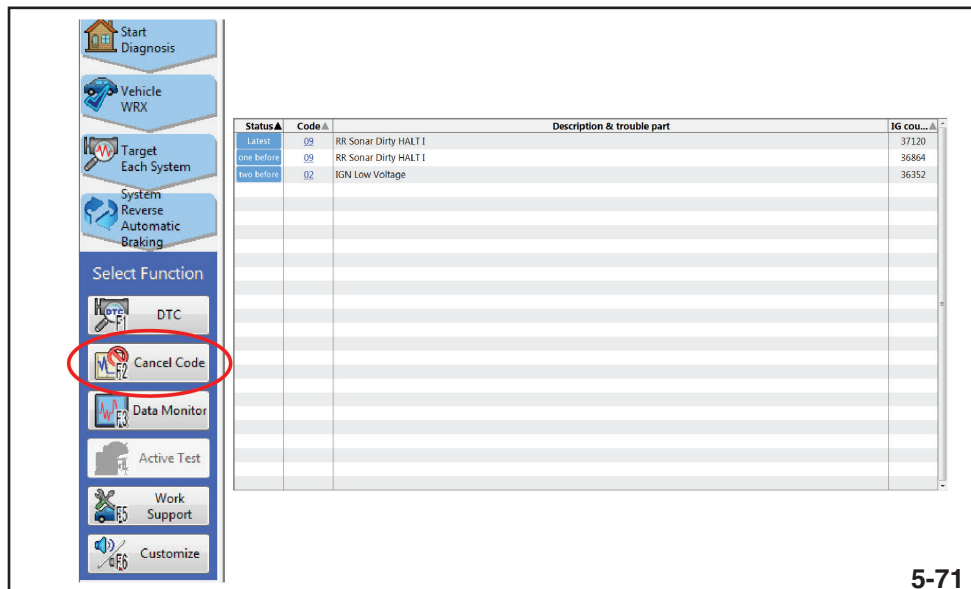 Start
Diagnosis
Vehicle
WRX
Target
Each System
System
Reverse
Automatic
Braking
Select Function
DTC F1 DTC
F2 Cancel Code
F3 Data Monitor
Active Test
F5 Work
Support
F6 Customize
Status Code Description & trouble part IG cou...
Latest 09 RR Sonar Dirty HALT I 37120
one before 09 RR Sonar Dirty HALT I 36864
two before 02 IGN Low Voltage 36352
5-71